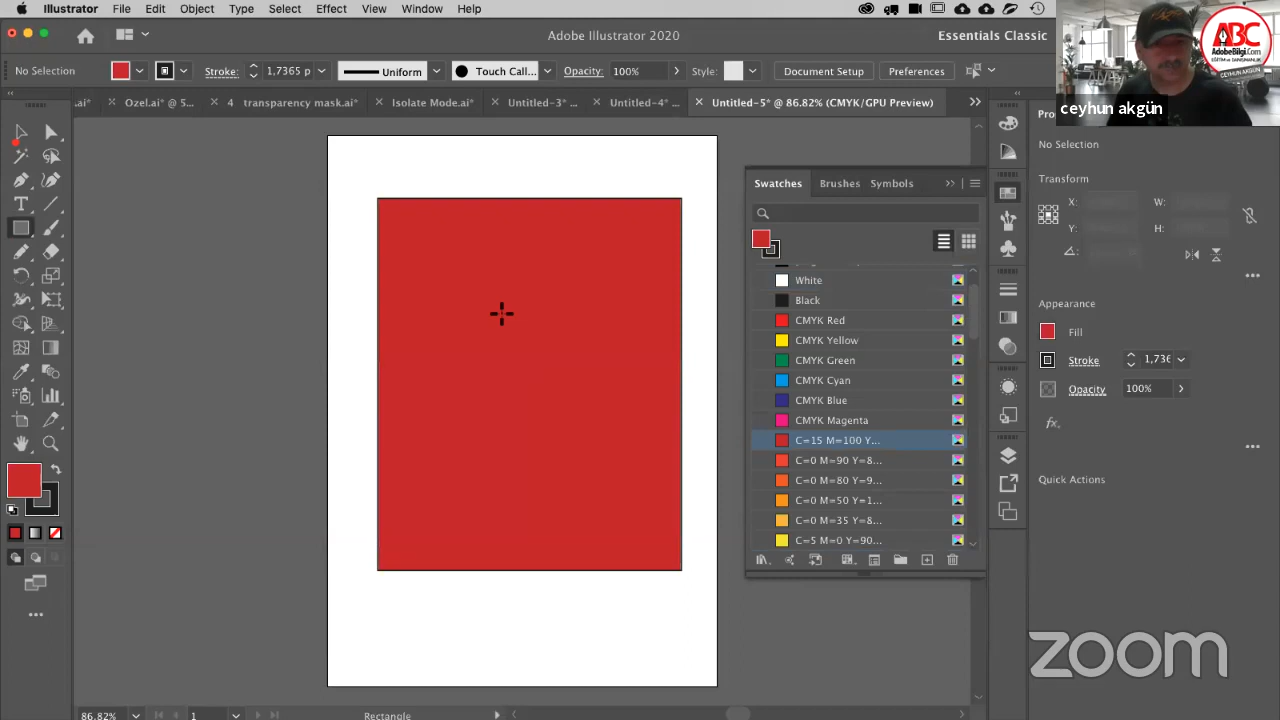 Illustrator File Edit Object Type Select Effect View Window Help
Adobe Illustrator 2020
Essentials Classic
ABC
AdobeBilgi.Com
CEYHUN AKGÜN
ceyhun akgün
No Selection
Stroke:
1,7365 p
Uniform
Touch Call...
Opacity:
100%
Style:
Document Setup
Preferences
.ai*
Ozel.ai* @ 5...
4 transparency mask.ai*
Isolate Mode.ai*
Untitled-3* ...
Untitled-4* ...
Untitled-5* @ 86.82% (CMYK/GPU Preview)
Swatches
Brushes
Symbols
White
Black
CMYK Red
CMYK Yellow
CMYK Green
CMYK Cyan
CMYK Blue
CMYK Magenta
C=15 M=100 Y...
C=0 M=90 Y=8...
C=0 M=80 Y=9...
C=0 M=50 Y=1...
C=0 M=35 Y=8...
C=5 M=0 Y=90...
No Selection
Transform
X:
W:
Y:
H:
Appearance
Fill
Stroke
1,736
Opacity
100%
fx.
Quick Actions
zoom
86,82%
1
Rectangle